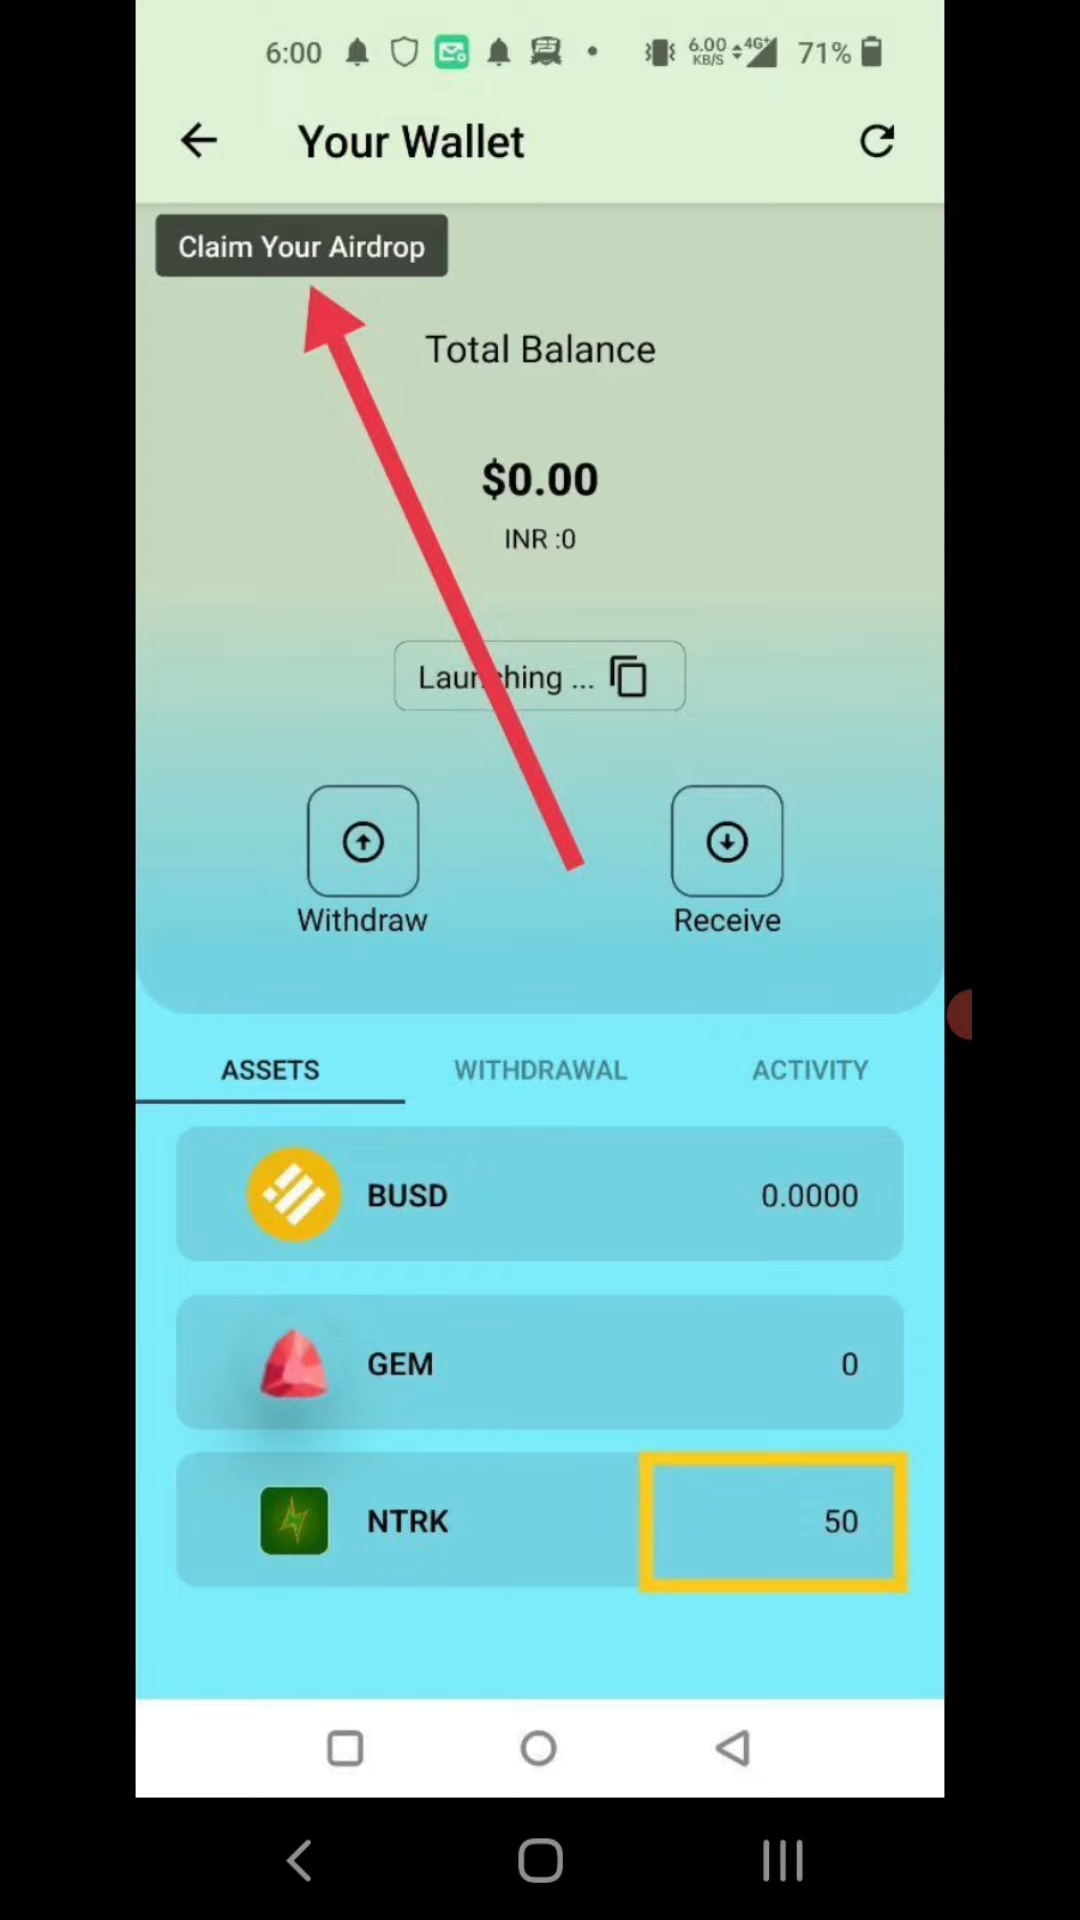 6:00 6.00 KB/S 4G+ 71%
Your Wallet
Claim Your Airdrop
Total Balance
$0.00
INR :0
Launching ...
Withdraw Receive
ASSETS WITHDRAWAL ACTIVITY
BUSD 0.0000
GEM 0
NTRK 50